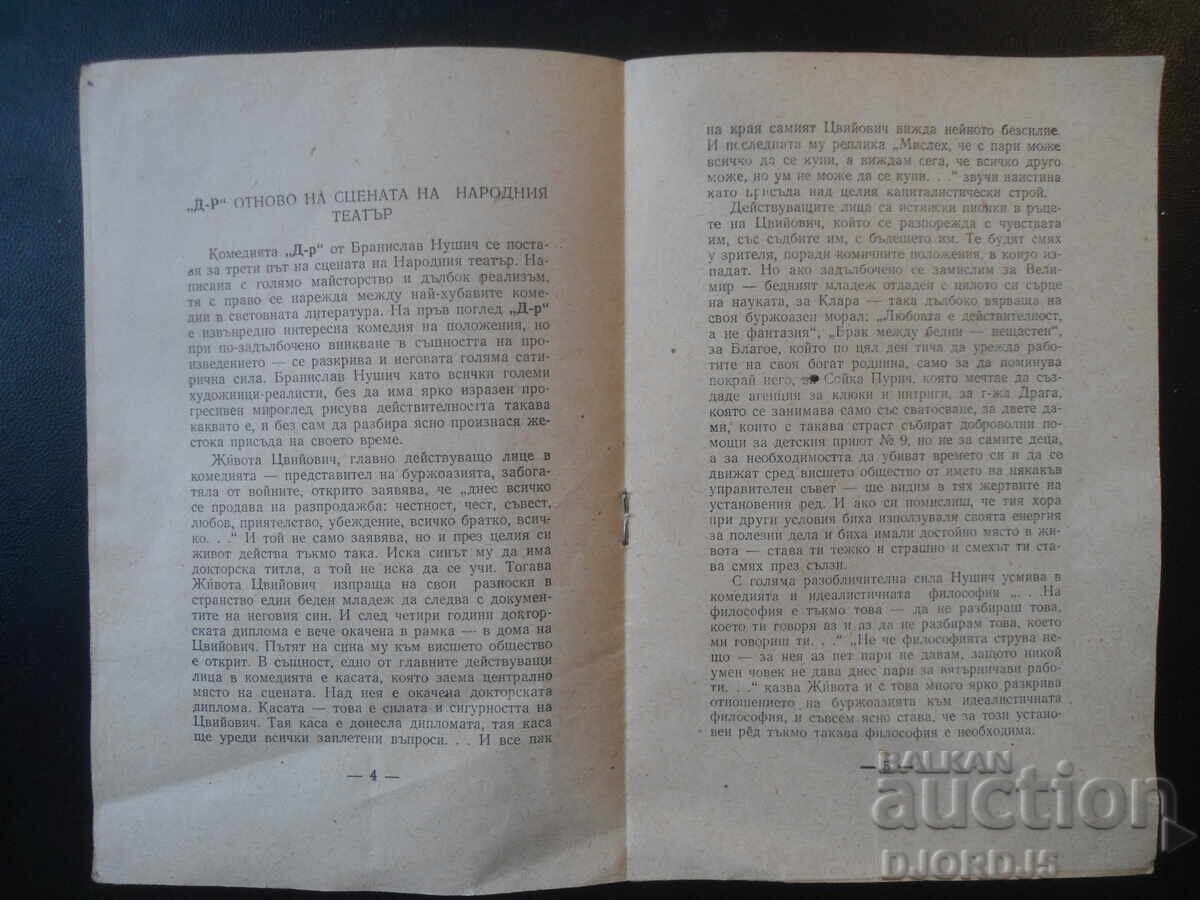 „Д-Р“ ОТНОВО НА СЦЕНАТА НА НАРОДНИЯ
ТЕАТЪР
Комедията „Д-р“ от Бранислав Нушич се поста-
вя за трети път на сцената на Народния театър. На-
писана с голямо майсторство и дълбок реализъм,
тя с право се нарежда между най-хубавите коме-
дии в световната литература. На пръв поглед „Д-р“
е извънредно интересна комедия на положения, но
при по-задълбочено вникване в същността на про-
изведението — се разкрива и неговата голяма сати-
рична сила. Бранислав Нушич като всички големи
художници-реалисти, без да има ярко изразен про-
гресивен мироглед рисува действителността такава
каквато е, и без сам да разбира ясно произнася же-
стока присъда на своето време.
Живота Цвийович, главно действуващо лице в
комедията — представител на буржоазията, забога-
тяла от войните, открито заявява, че „днес всичко
се продава на разпродажба: честност, чест, съвест,
любов, приятелство, убеждение, всичко братко, всич-
ко. . .“ И той не само заявява, но и през целия си
живот действа тъкмо така. Иска синът му да има
докторска титла, а той не иска да се учи. Тогава
Живота Цвийович изпраща на свои разноски в
странство един беден младеж да следва с документ-
тите на неговия син. И след четири години доктор-
ската диплома е вече окачена в рамка — в дома на
Цвийович. Пътят на сина му към висшето общество
е открит. В същност, едно от главните действуващи
лица в комедията е касата, която заема централно
място на сцената. Над нея е окачена докторската
диплома. Касата — това е силата и сигурността на
Цвийович. Тая каса е донесла дипломата, тая каса
ще уреди всички заплетени въпроси. . . И все пак
— 4 —
на края самият Цвийович вижда нейното безсилие.
И последната му реплика „Мислех, че с пари може
всичко да се купи, а виждам сега, че всичко друго
може, но ум не може да се купи. . .“ звучи наистина
като присъда над целия капиталистически строй.
Действуващите лица са истински пионки в ръце-
те на Цвийович, който се разпорежда с чувствата
им, със съдбите им, с бъдещето им. Те будят смях
у зрителя, поради комичните положения, в които из-
падат. Но ако задълбочено се замислим за Вели-
мир — бедният младеж отдаден с цялото си сърце
на науката, за Клара — така дълбоко вярваща на
своя буржоазен морал: „Любовта е действителност,
а не фантазия“, „Брак между бедни — нещастен“,
за Благое, който по цял ден тича да урежда рабо-
тите на своя богат роднина, само за да поминува
покрай него, за Сойка Пурич, която мечтае да съз-
даде агенция за клюки и интриги, за г-жа Драга,
която се занимава само със сватосване, за двете да-
ми, които с такава страст събират доброволни по-
мощи за детския приют № 9, но не за самите деца,
а за необходимостта да убиват времето си и да се
движат сред висшето общество от името на някакъв
управителен съвет — ще видим в тях жертвите на
установения ред. И ако си помислиш, че тия хора
при други условия биха използували своята енергия
за полезни дела и биха имали достойно място в жи-
вота — става ти тежко и страшно и смехът ти ста-
ва смях през сълзи.
С голяма разобличителна сила Нушич усмива в
комедията и идеалистичната философия „. . .На
философия е тъкмо това — да не разбираш това,
което ти говоря аз и аз да не разбирам това, което
ми говориш ти. . .“ „Не че философията струва не-
що — за нея аз пет пари не давам, защото никой
умен човек не дава днес пари за вятърничави рабо-
ти. . .“ казва Живота и с това много ярко разкрива
отношението на буржоазията към идеалистичната
философия, и съвсем ясно става, че за този устано-
вен ред тъкмо такава философия е необходима.
— 5 —
BALKAN
auction
DJORDJ5